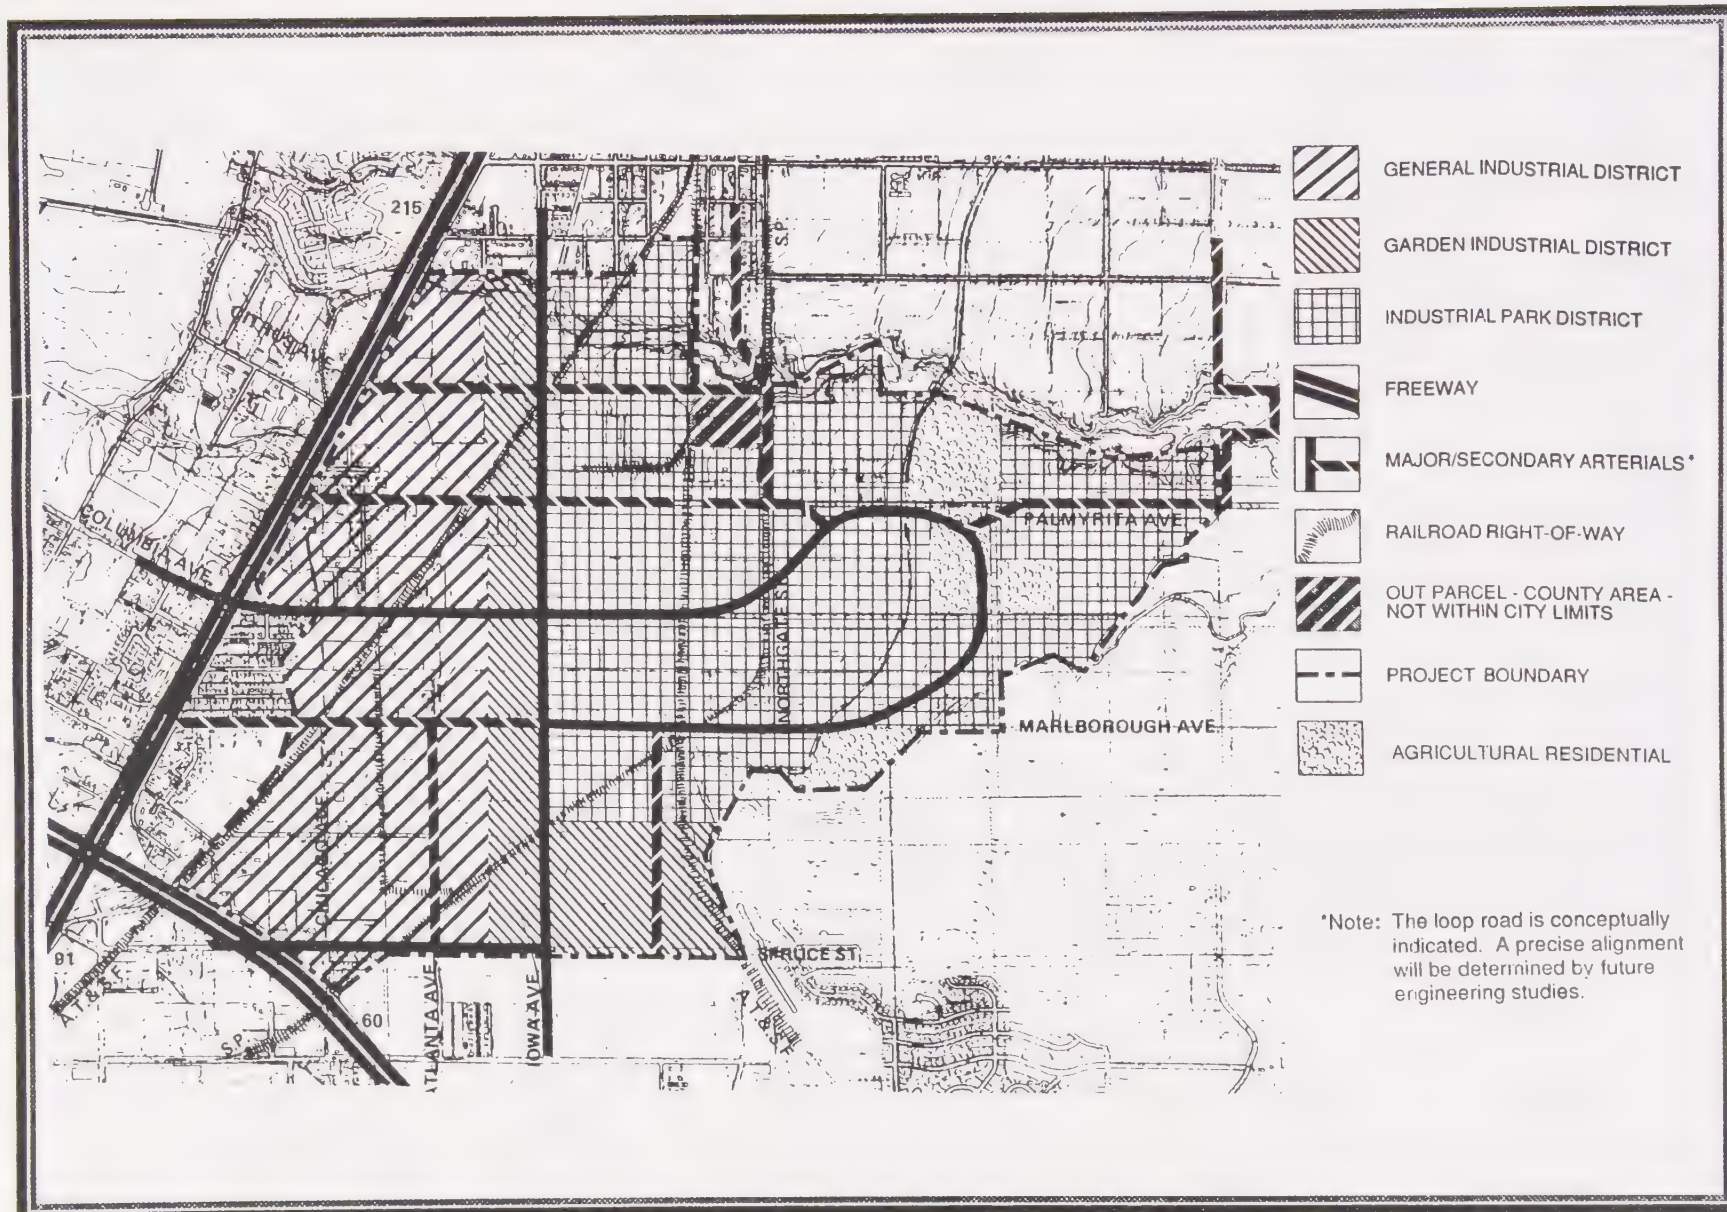 215
S.P.
CITRUS AVE
COLUMBIA AVE.
PALMYRITA AVE
NORTHGATE ST.
MARLBOROUGH AVE.
CHICAGO AVE
SPRUCE ST.
91
A.T. & S.F.
S.P.
60
ATLANTA AVE
IOWA AVE
A.T. & S.F.
GENERAL INDUSTRIAL DISTRICT
GARDEN INDUSTRIAL DISTRICT
INDUSTRIAL PARK DISTRICT
FREEWAY
MAJOR/SECONDARY ARTERIALS*
RAILROAD RIGHT-OF-WAY
OUT PARCEL - COUNTY AREA -
NOT WITHIN CITY LIMITS
PROJECT BOUNDARY
AGRICULTURAL RESIDENTIAL
*Note: The loop road is conceptually
indicated. A precise alignment
will be determined by future
engineering studies.